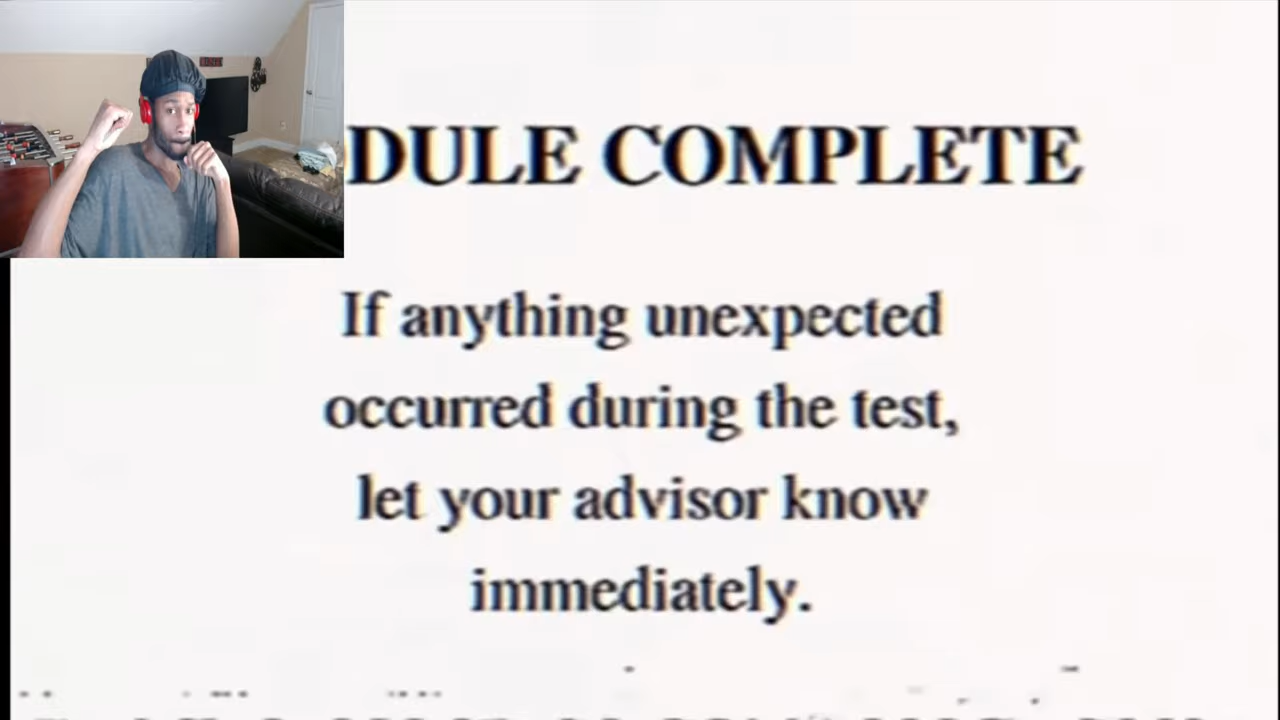 DULE COMPLETE
If anything unexpected
occurred during the test,
let your advisor know
immediately.